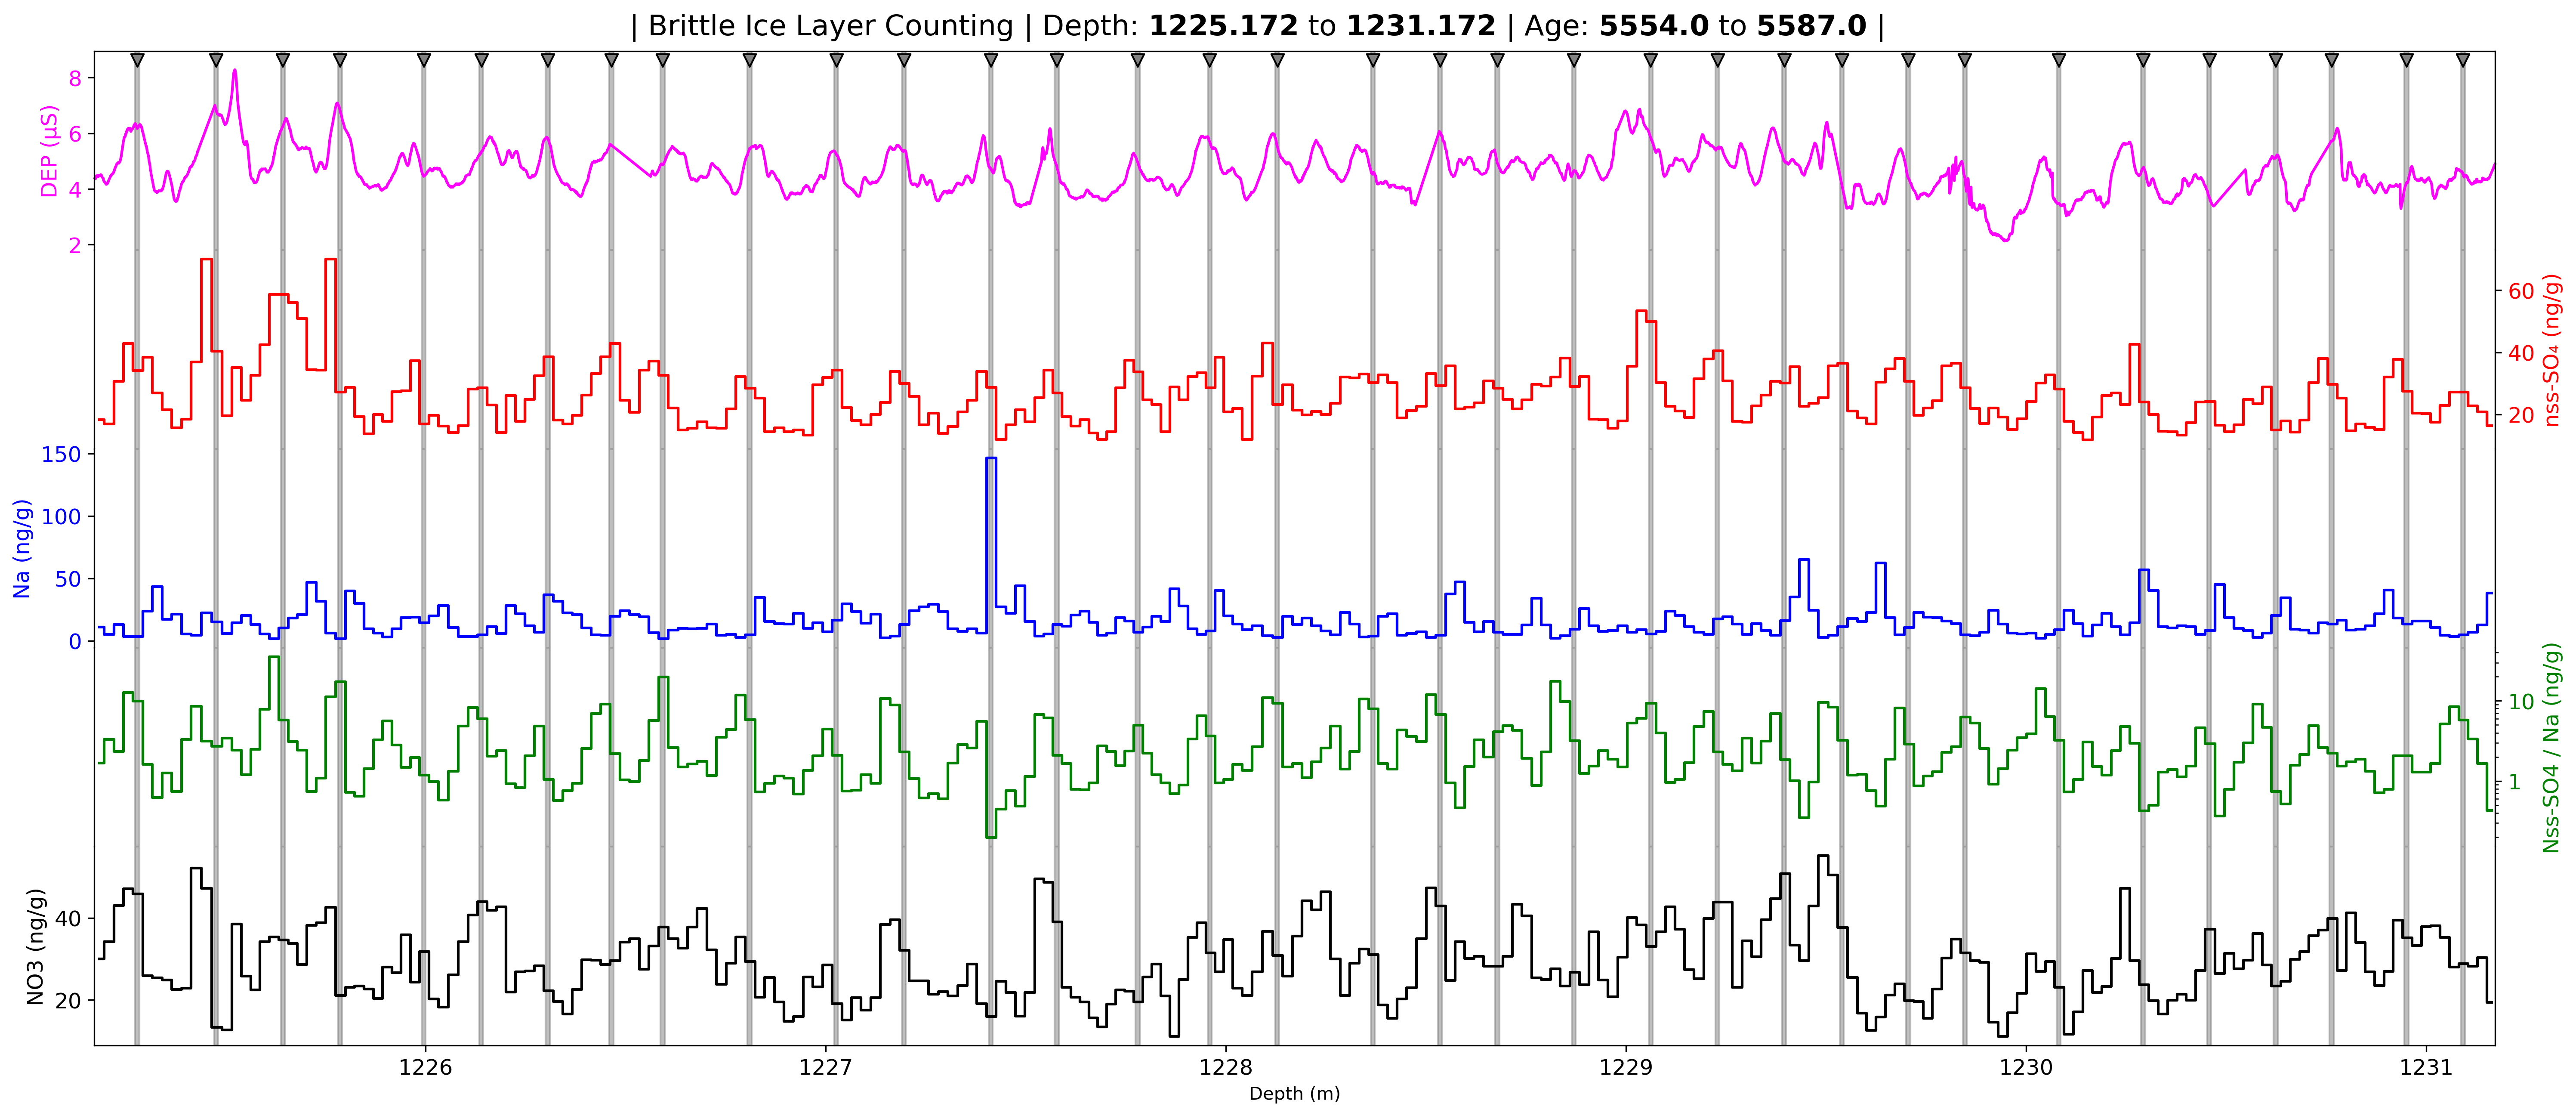 | Brittle Ice Layer Counting | Depth: 1225.172 to 1231.172 | Age: 5554.0 to 5587.0 |
DEP (µS)
8
6
4
2
nss-SO₄ (ng/g)
60
40
20
Na (ng/g)
150
100
50
0
Nss-SO4 / Na (ng/g)
10
1
NO3 (ng/g)
40
20
1226 1227 1228 1229 1230 1231
Depth (m)